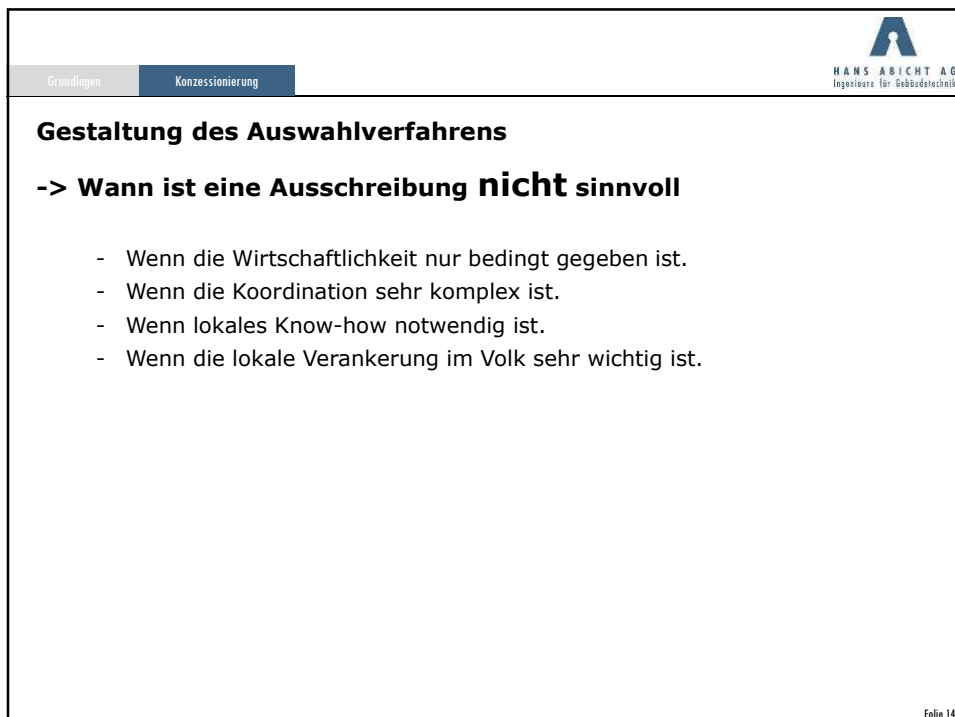 Grundlagen
Konzessionierung
HANS ABICHT AG
Ingenieure für Gebäudetechnik
Gestaltung des Auswahlverfahrens
-> Wann ist eine Ausschreibung nicht sinnvoll
- Wenn die Wirtschaftlichkeit nur bedingt gegeben ist.
- Wenn die Koordination sehr komplex ist.
- Wenn lokales Know-how notwendig ist.
- Wenn die lokale Verankerung im Volk sehr wichtig ist.
Folie 14